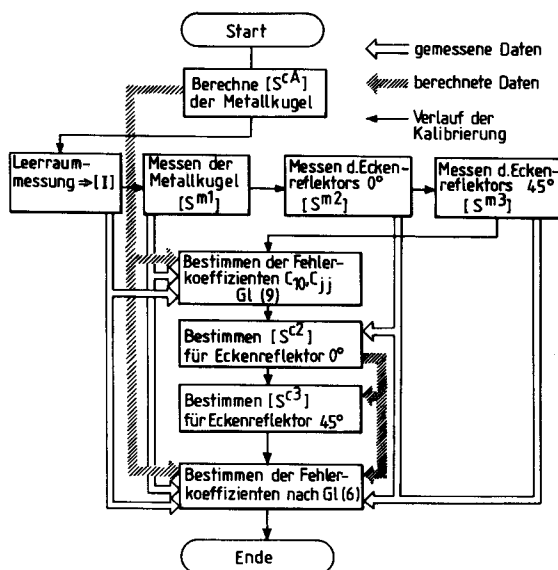 Start
gemessene Daten
berechnete Daten
Verlauf der
Kalibrierung
Berechne [S^cA]
der Metallkugel
Leerraum-
messung ⇒[I]
Messen der
Metallkugel
[S^m1]
Messen d.Ecken-
reflektors 0°
[S^m2]
Messen d.Ecken-
reflektors 45°
[S^m3]
Bestimmen der Fehler-
koeffizienten C10,Cjj
Gl (9)
Bestimmen [S^c2]
für Eckenreflektor 0°
Bestimmen [S^c3]
für Eckenreflektor 45°
Bestimmen der Fehler-
koeffizienten nach Gl(6)
Ende